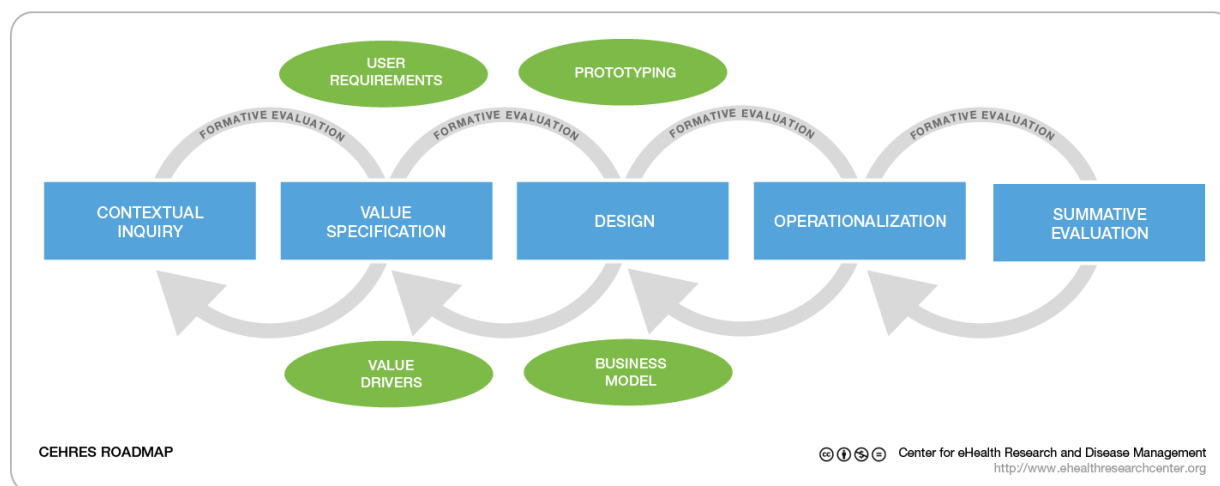 USER
REQUIREMENTS
PROTOTYPING
FORMATIVE EVALUATION
FORMATIVE EVALUATION
FORMATIVE EVALUATION
FORMATIVE EVALUATION
CONTEXTUAL
INQUIRY
VALUE
SPECIFICATION
DESIGN
OPERATIONALIZATION
SUMMATIVE
EVALUATION
VALUE
DRIVERS
BUSINESS
MODEL
CEHRES ROADMAP
cc Center for eHealth Research and Disease Management
http://www.ehealthresearchcenter.org